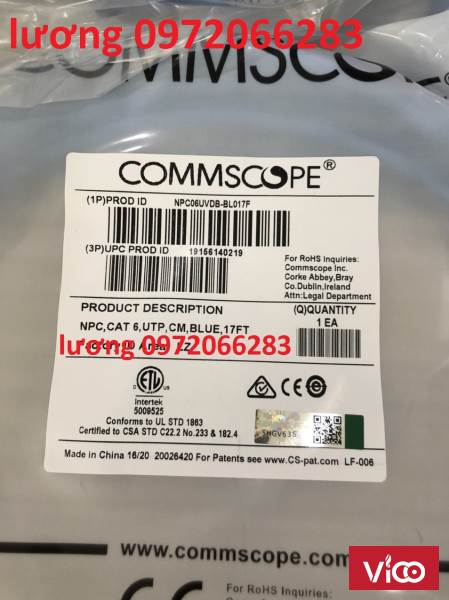 lương 0972066283
COMMSCOPE®
COMMSCOPE®
(1P)PROD ID NPC06UVDB-BL017F
(3P)UPC PROD ID 19156140219
For RoHS Inquiries:
Commscope Inc.
Corke Abbey,Bray
Co.Dublin,Ireland
Attn:Legal Department
PRODUCT DESCRIPTION (Q)QUANTITY
NPC,CAT 6,UTP,CM,BLUE,17FT 1 EA
lương 0972066283
ETL
Intertek
5009525
Conforms to UL STD 1863
Certified to CSA STD C22.2 No.233 & 182.4
Made in China 16/20 20026420 For Patents see www.CS-pat.com LF-006
www.commscope.com
For RoHS Inquiries:
Commscope Inc.
VICO